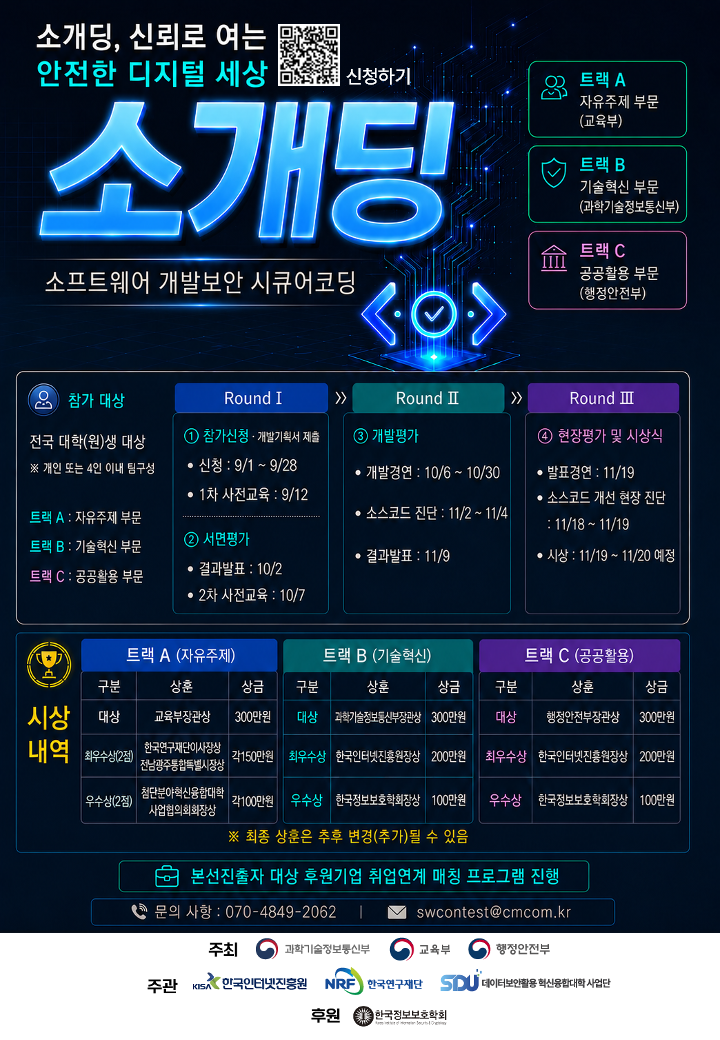 소개딩, 신뢰로 여는
안전한 디지털 세상
신청하기
소개딩
소프트웨어 개발보안 시큐어코딩
트랙 A
자유주제 부문
(교육부)
트랙 B
기술혁신 부문
(과학기술정보통신부)
트랙 C
공공활용 부문
(행정안전부)
참가 대상
전국 대학(원)생 대상
※ 개인 또는 4인 이내 팀구성
트랙 A : 자유주제 부문
트랙 B : 기술혁신 부문
트랙 C : 공공활용 부문
Round Ⅰ
① 참가신청 · 개발기획서 제출
• 신청 : 9/1 ~ 9/28
• 1차 사전교육 : 9/12
② 서면평가
• 결과발표 : 10/2
• 2차 사전교육 : 10/7
Round Ⅱ
③ 개발평가
• 개발경연 : 10/6 ~ 10/30
• 소스코드 진단 : 11/2 ~ 11/4
• 결과발표 : 11/9
Round Ⅲ
④ 현장평가 및 시상식
• 발표경연 : 11/19
• 소스코드 개선 현장 진단
: 11/18 ~ 11/19
• 시상 : 11/19 ~ 11/20 예정
시상
내역
트랙 A (자유주제)
구분 상훈 상금
대상 교육부장관상 300만원
최우수상(2점) 한국연구재단이사장상 각150만원
전남광주통합특별시장상
우수상(2점) 첨단분야혁신융합대학 각100만원
사업협의회회장상
트랙 B (기술혁신)
구분 상훈 상금
대상 과학기술정보통신부장관상 300만원
최우수상 한국인터넷진흥원장상 200만원
우수상 한국정보보호학회장상 100만원
트랙 C (공공활용)
구분 상훈 상금
대상 행정안전부장관상 300만원
최우수상 한국인터넷진흥원장상 200만원
우수상 한국정보보호학회장상 100만원
※ 최종 상훈은 추후 변경(추가)될 수 있음
본선진출자 대상 후원기업 취업연계 매칭 프로그램 진행
문의 사항 : 070-4849-2062 | swcontest@cmcom.kr
주최 과학기술정보통신부 교육부 행정안전부
주관 KISA 한국인터넷진흥원 NRF 한국연구재단 SDU 데이터보안활용 혁신융합대학 사업단
후원 한국정보보호학회